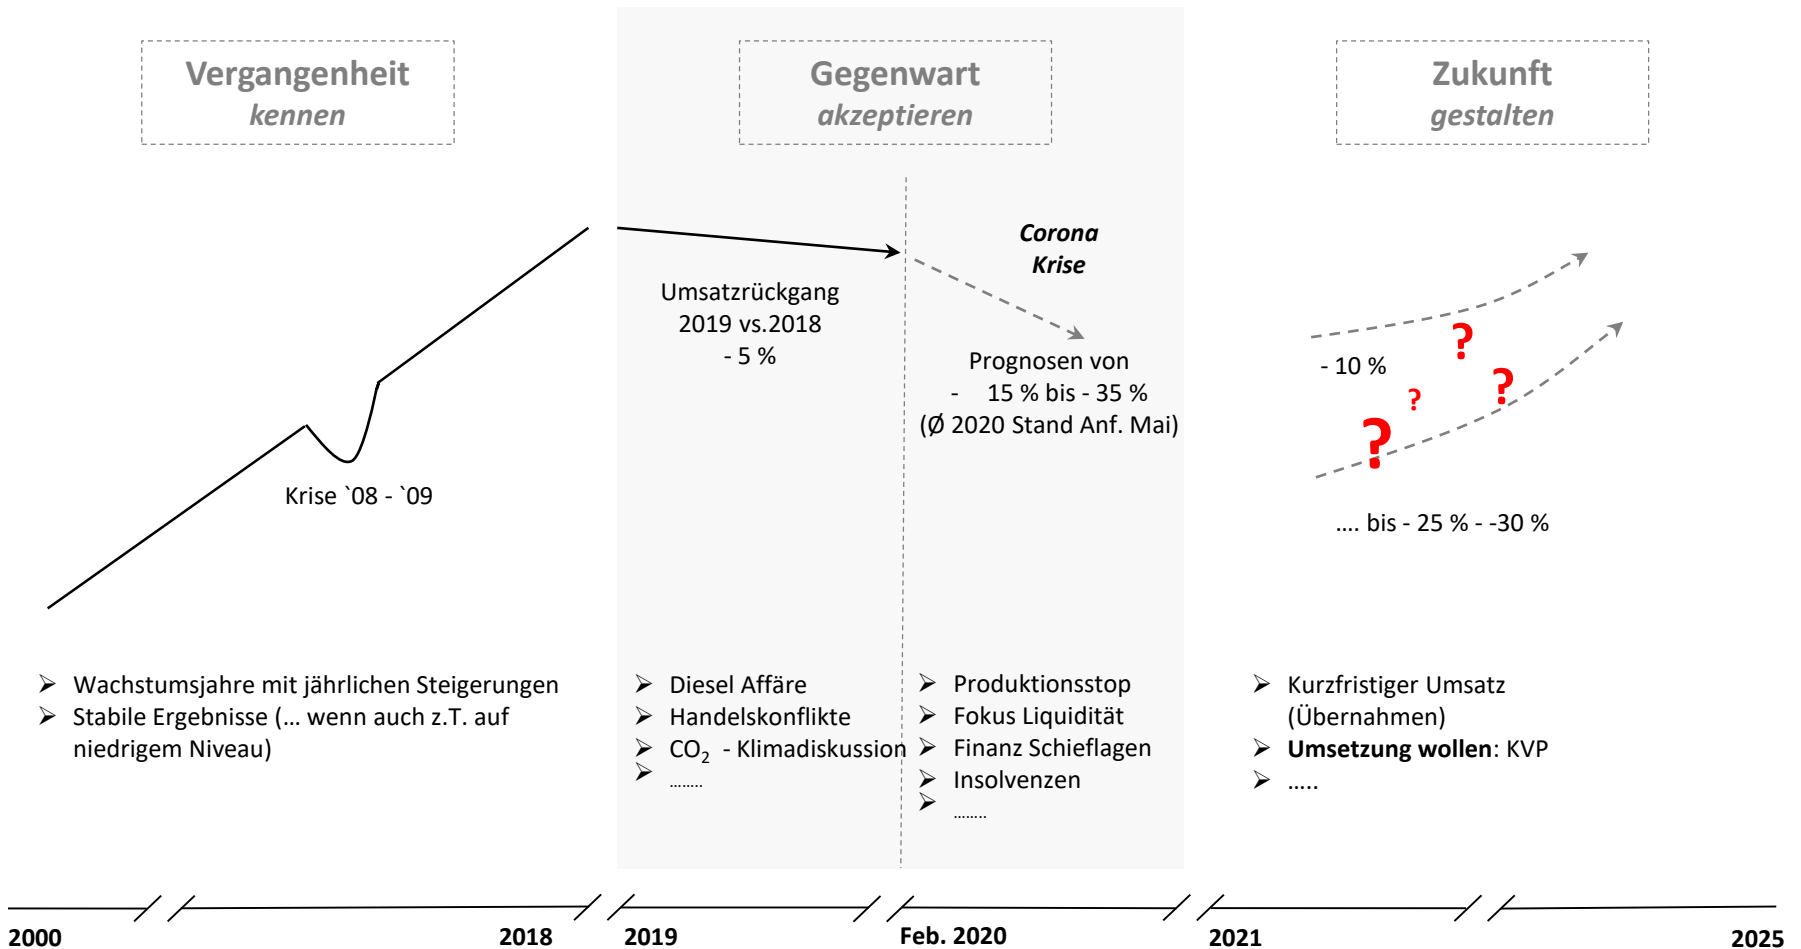 Vergangenheit
kennen
Gegenwart
akzeptieren
Zukunft
gestalten
Krise `08 - `09
Umsatzrückgang
2019 vs.2018
- 5 %
Corona
Krise
Prognosen von
- 15 % bis - 35 %
(Ø 2020 Stand Anf. Mai)
- 10 %
?
?
?
?
.... bis - 25 % - -30 %
➢ Wachstumsjahre mit jährlichen Steigerungen
➢ Stabile Ergebnisse (… wenn auch z.T. auf
niedrigem Niveau)
➢ Diesel Affäre
➢ Handelskonflikte
➢ CO₂ - Klimadiskussion
➢ ……..
➢ Produktionsstop
➢ Fokus Liquidität
➢ Finanz Schieflagen
➢ Insolvenzen
➢ ……..
➢ Kurzfristiger Umsatz
(Übernahmen)
➢ Umsetzung wollen: KVP
➢ …..
2000
2018
2019
Feb. 2020
2021
2025